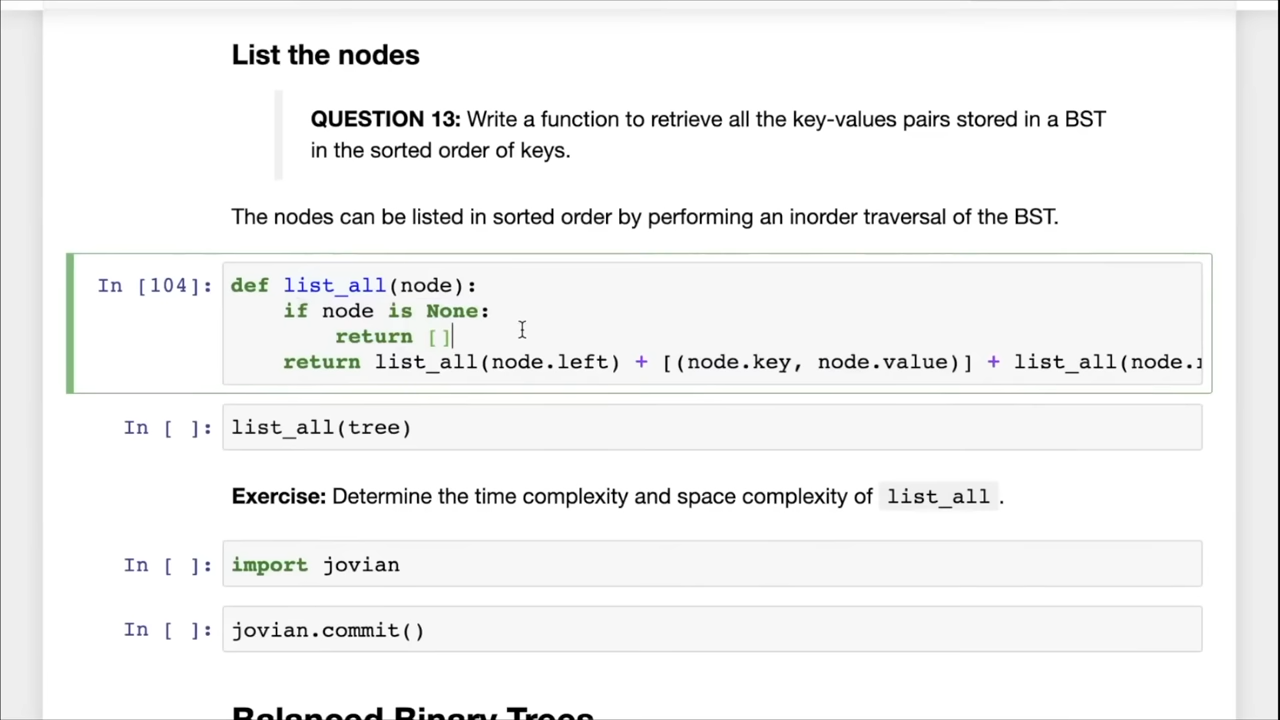 List the nodes
QUESTION 13: Write a function to retrieve all the key-values pairs stored in a BST
in the sorted order of keys.
The nodes can be listed in sorted order by performing an inorder traversal of the BST.
In [104]: def list_all(node):
if node is None:
return []
return list_all(node.left) + [(node.key, node.value)] + list_all(node.
In [ ]: list_all(tree)
Exercise: Determine the time complexity and space complexity of list_all .
In [ ]: import jovian
In [ ]: jovian.commit()
Balanced Binary Trees